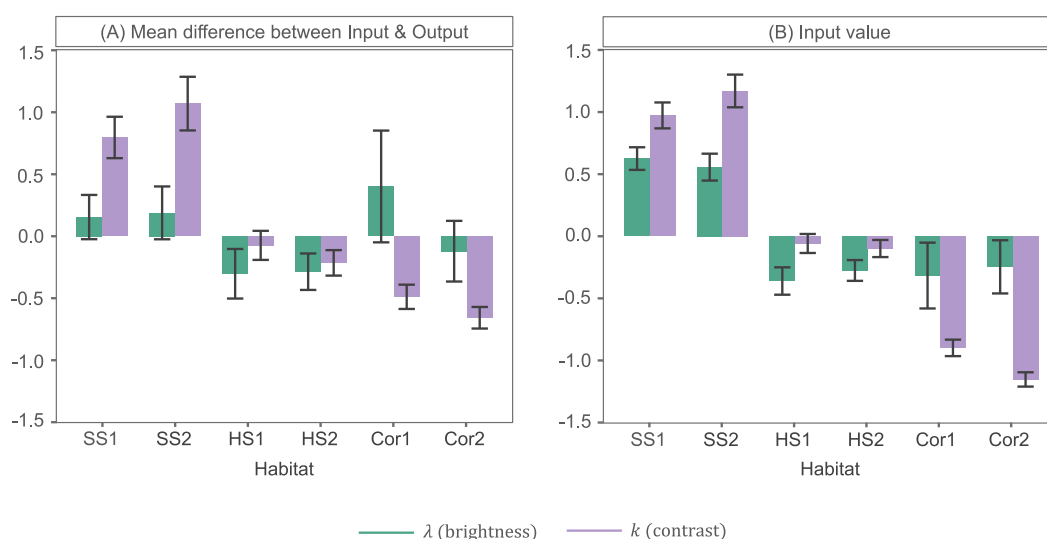 (A) Mean difference between Input & Output
1.5
1.0
0.5
0.0
-0.5
-1.0
-1.5
SS1 SS2 HS1 HS2 Cor1 Cor2
Habitat
(B) Input value
1.5
1.0
0.5
0.0
-0.5
-1.0
-1.5
SS1 SS2 HS1 HS2 Cor1 Cor2
Habitat
λ (brightness) k (contrast)